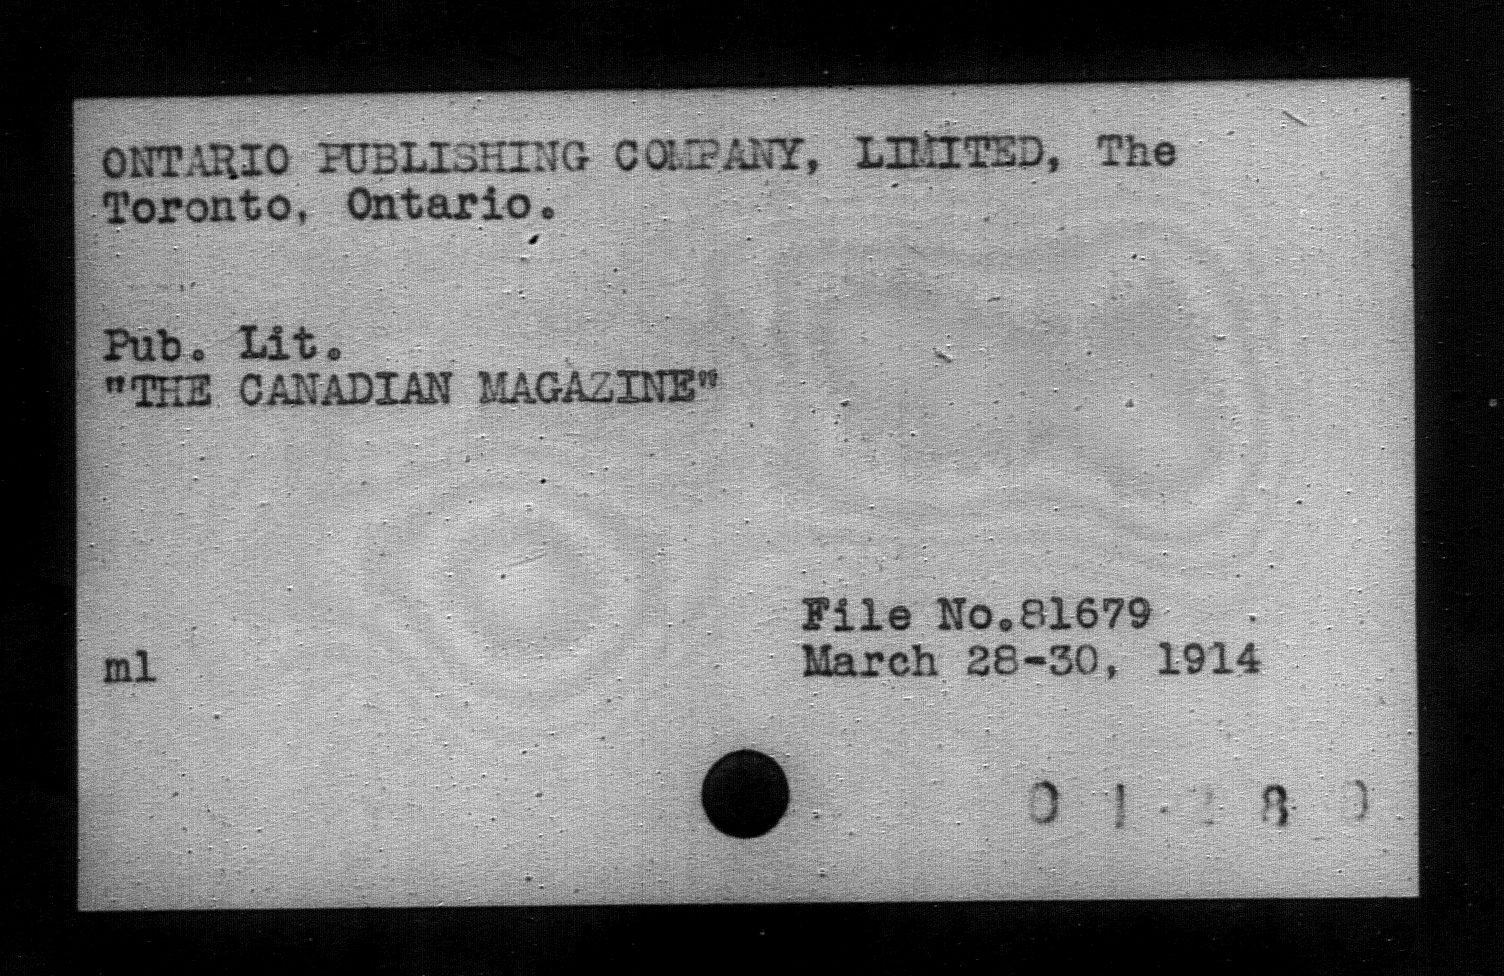 ONTARIO PUBLISHING COMPANY, LIMITED, The
Toronto, Ontario.
Pub. Lit.
"THE CANADIAN MAGAZINE"
File No.81679
ml
March 28-30, 1914